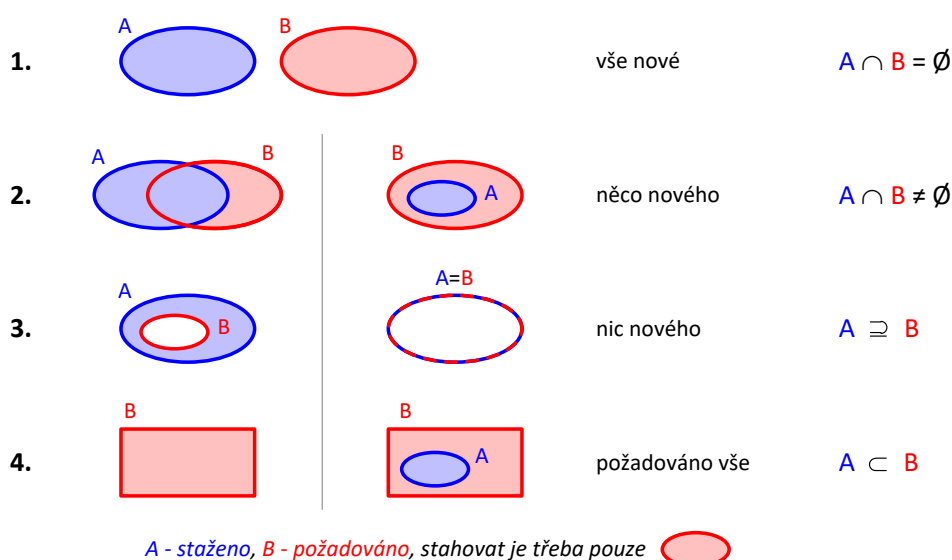 A B
1. vše nové A ∩ B = Ø
A B B
2. A něco nového A ∩ B ≠ Ø
A A=B
3. B nic nového A ⊇ B
B B
4. A požadováno vše A ⊂ B
A - staženo, B - požadováno, stahovat je třeba pouze